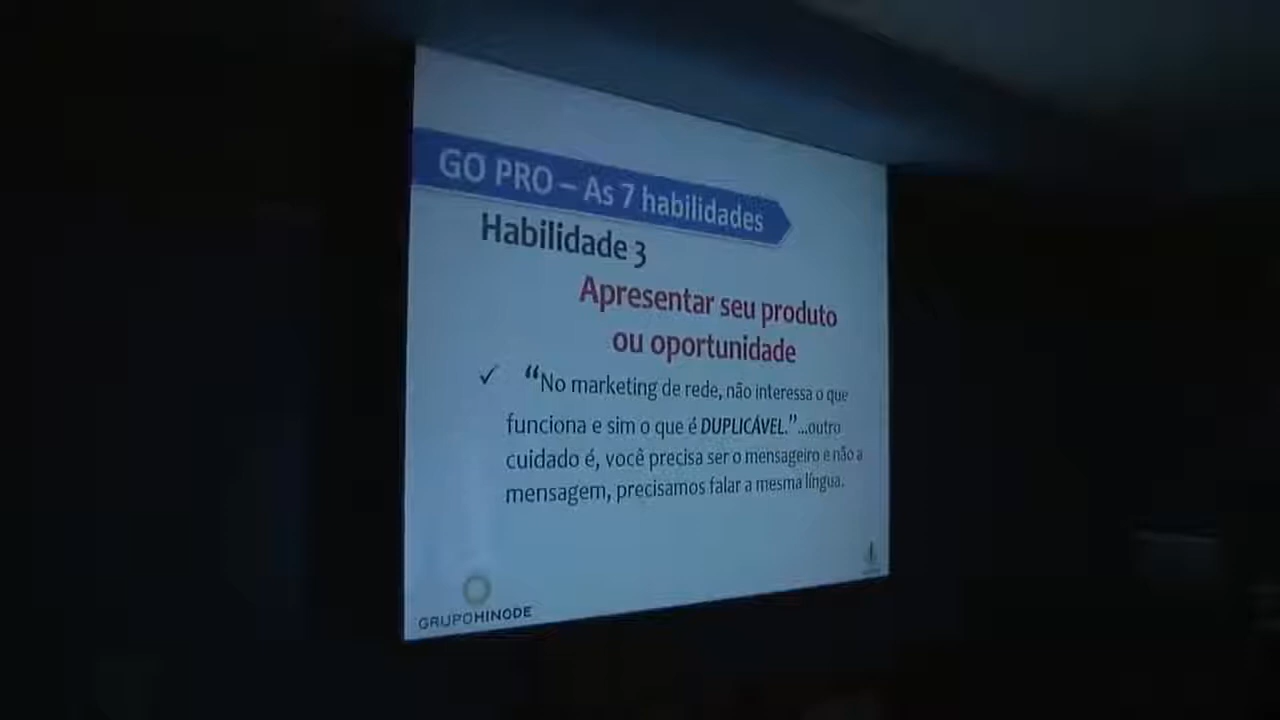 GO PRO – As 7 habilidades
Habilidade 3
Apresentar seu produto
ou oportunidade
✓ “No marketing de rede, não interessa o que
funciona e sim o que é DUPLICÁVEL.”...outro
cuidado é, você precisa ser o mensageiro e não a
mensagem, precisamos falar a mesma língua.
GRUPOHINODE